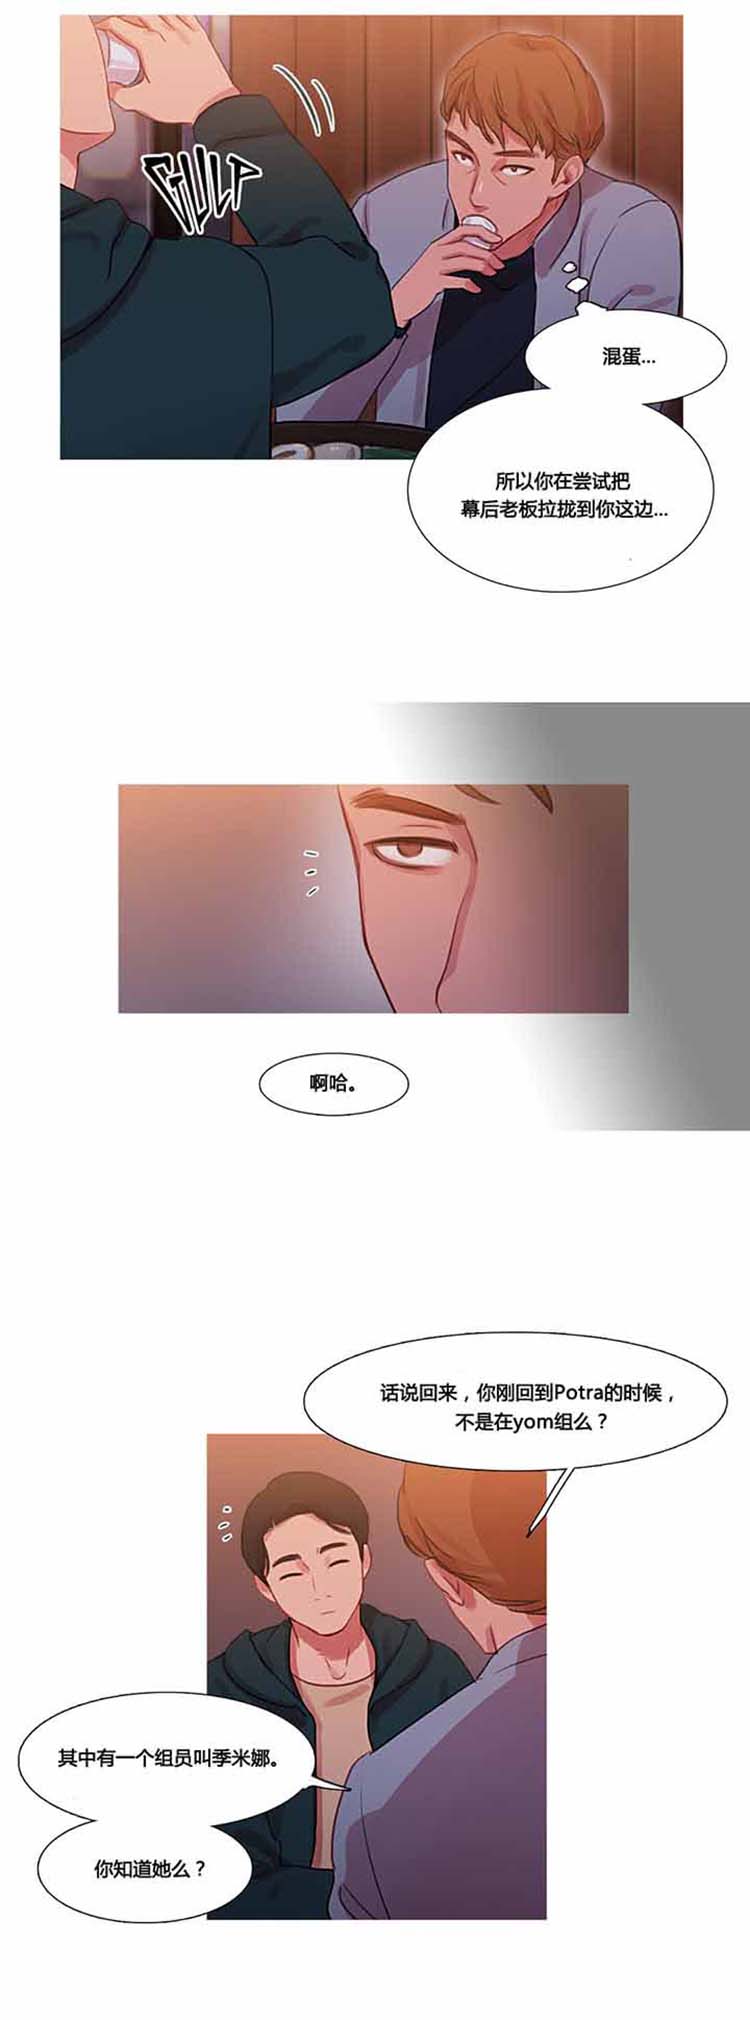 GULP
混蛋...
所以你在尝试把
幕后老板拉拢到你这边...
啊哈。
话说回来，你刚回到Potra的时候，
不是在yom组么？
其中有一个组员叫季米娜。
你知道她么？